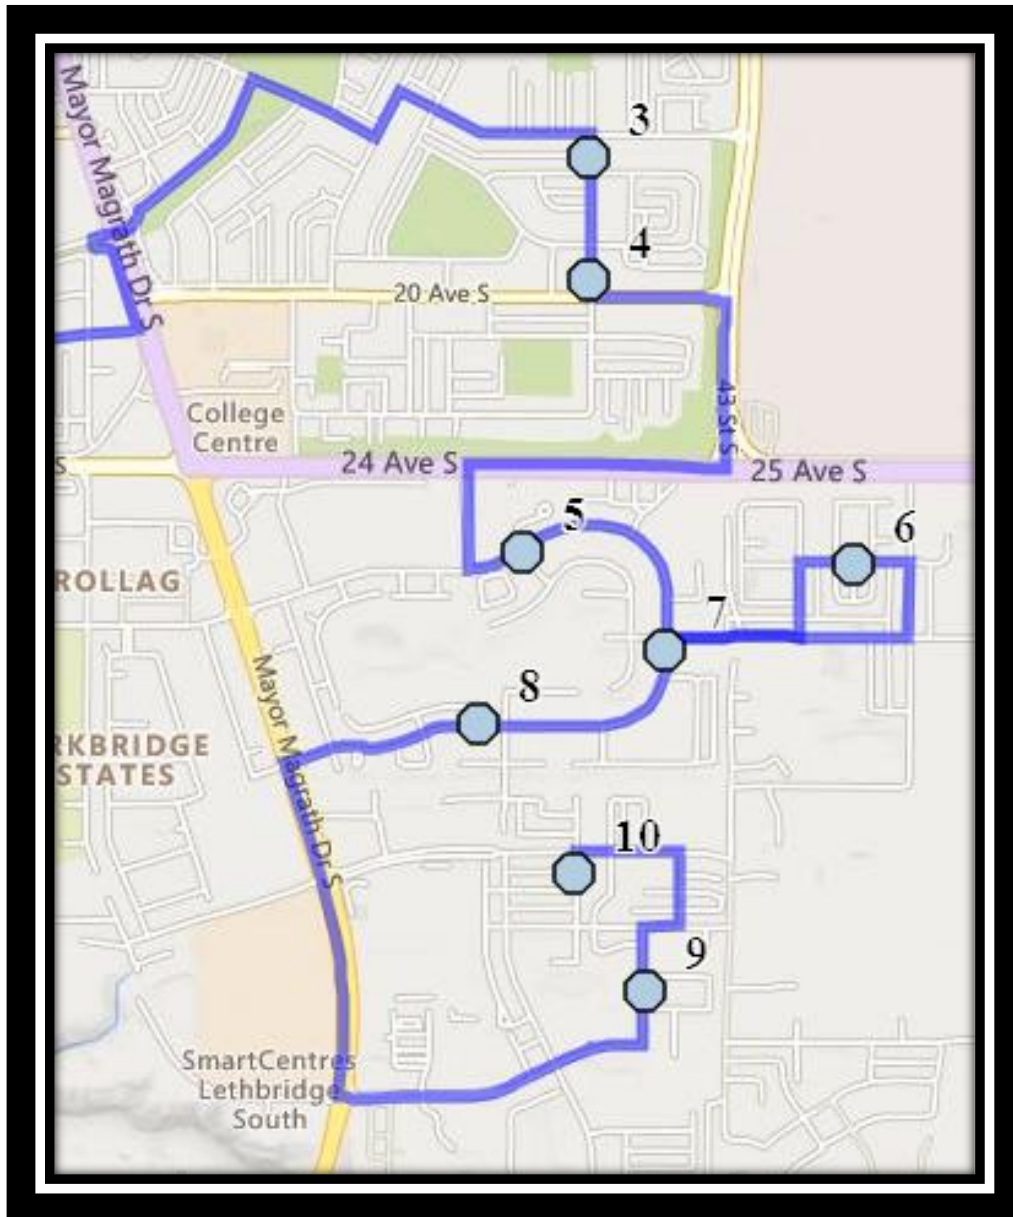 Mayor Magrath Dr S
3
4
20 Ave S
43 St S
College
Centre
S
24 Ave S
25 Ave S
5
6
ROLLAG
7
Mayor Magrath Dr S
8
RKBRIDGE
ESTATES
10
9
SmartCentres
Lethbridge
South